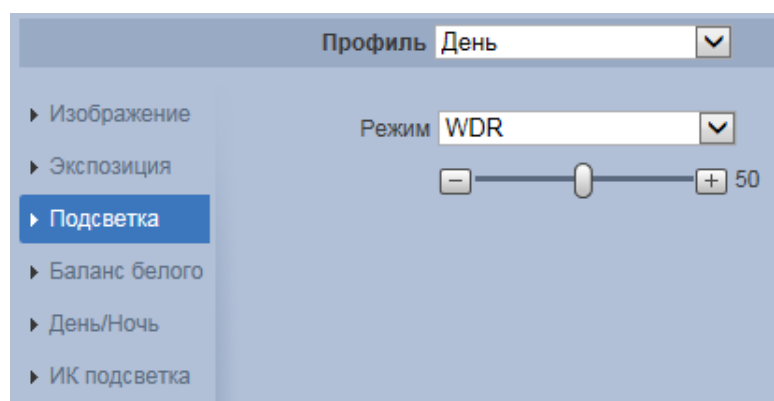 Профиль День
Изображение
Режим WDR
Экспозиция
50
Подсветка
Баланс белого
День/Ночь
ИК подсветка